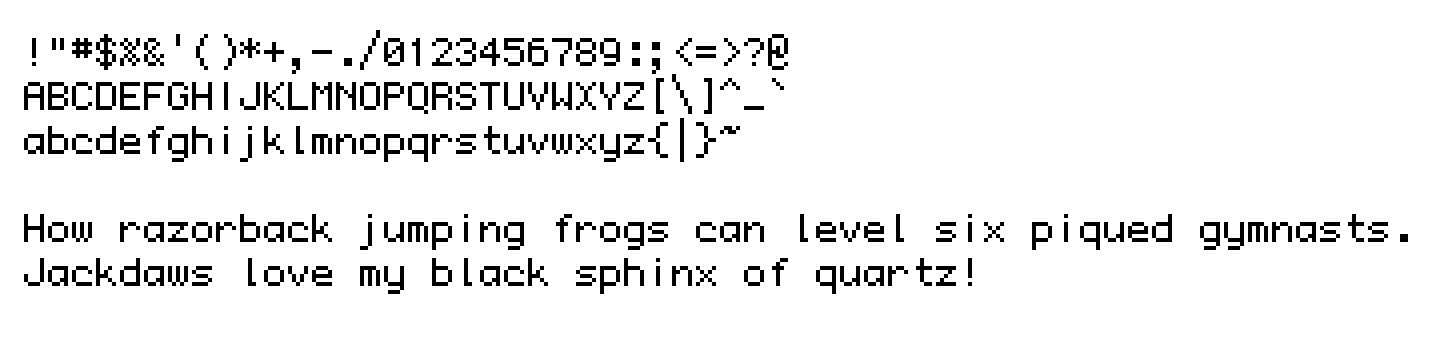 !"#$%&'()*+,-./0123456789:;<=>?@
ABCDEFGHIJKLMNOPQRSTUVWXYZ[\]^_`
abcdefghijklmnopqrstuvwxyz{|}~
How razorback jumping frogs can level six piqued gymnasts.
Jackdaws love my black sphinx of quartz!